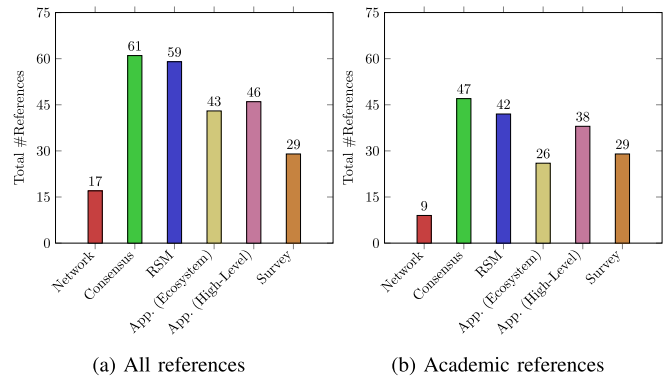 75
60
45
30
15
0
Total #References
17
61
59
43
46
29
Network
Consensus
RSM
App. (Ecosystem)
App. (High-Level)
Survey
(a) All references
75
60
45
30
15
0
Total #References
9
47
42
26
38
29
Network
Consensus
RSM
App. (Ecosystem)
App. (High-Level)
Survey
(b) Academic references